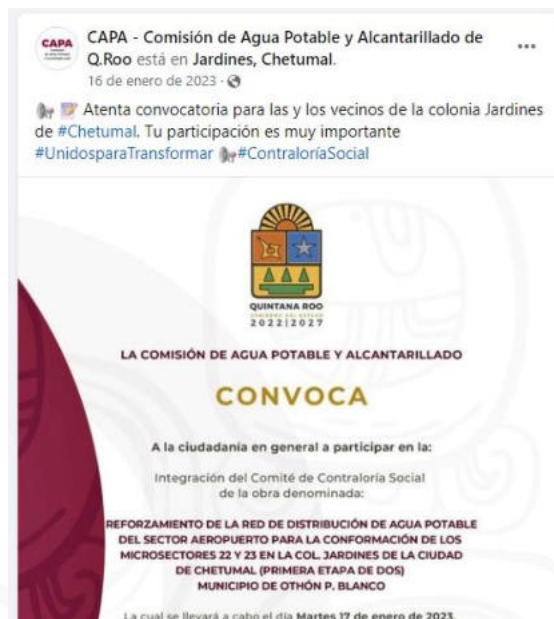 CAPA
CAPA - Comisión de Agua Potable y Alcantarillado de
Q.Roo está en Jardines, Chetumal.
16 de enero de 2023 ·
Atenta convocatoria para las y los vecinos de la colonia Jardines
de #Chetumal. Tu participación es muy importante
#UnidosparaTransformar #ContraloríaSocial
QUINTANA ROO
GOBIERNO DEL ESTADO
2022|2027
LA COMISIÓN DE AGUA POTABLE Y ALCANTARILLADO
CONVOCA
A la ciudadanía en general a participar en la:
Integración del Comité de Contraloría Social
de la obra denominada:
REFORZAMIENTO DE LA RED DE DISTRIBUCIÓN DE AGUA POTABLE
DEL SECTOR AEROPUERTO PARA LA CONFORMACIÓN DE LOS
MICROSECTORES 22 Y 23 EN LA COL. JARDINES DE LA CIUDAD
DE CHETUMAL (PRIMERA ETAPA DE DOS)
MUNICIPIO DE OTHÓN P. BLANCO
La cual se llevará a cabo el día Martes 17 de enero de 2023,